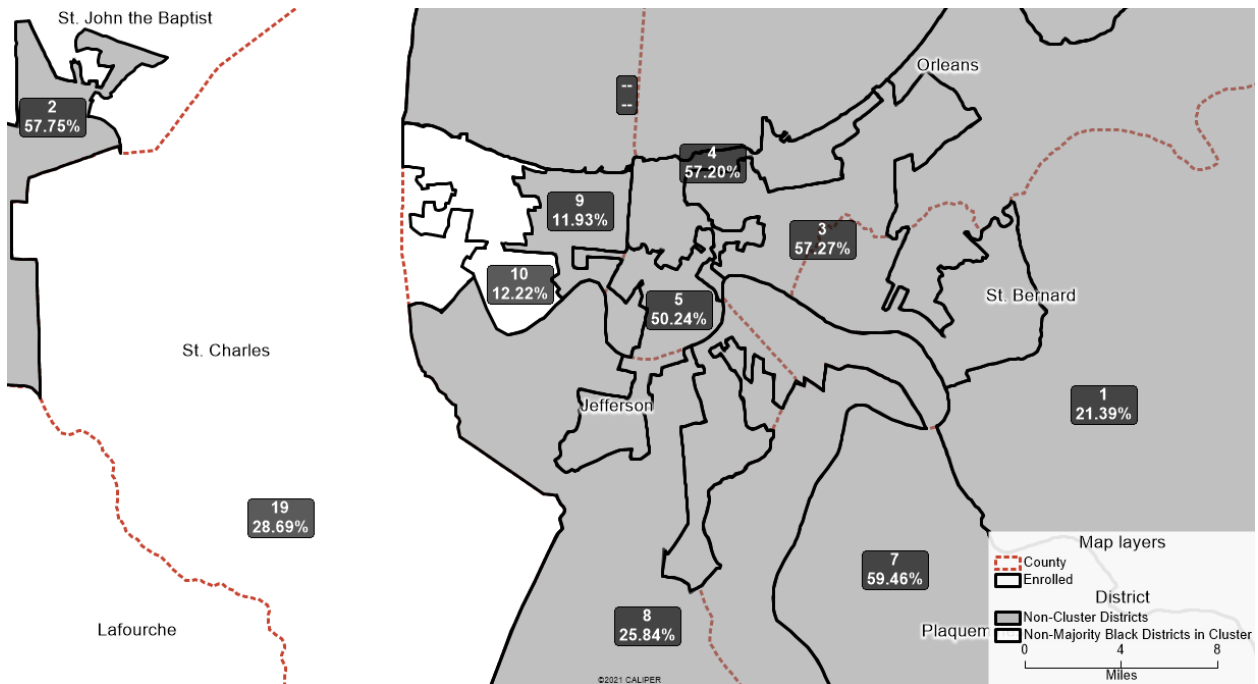 St. John the Baptist
2
57.75%
Orleans
--
--
4
57.20%
9
11.93%
3
57.27%
10
12.22%
5
50.24%
St. Bernard
St. Charles
Jefferson
1
21.39%
19
28.69%
7
59.46%
8
25.84%
Lafourche
Plaquem
©2021 CALIPER
Map layers
County
Enrolled
District
Non-Cluster Districts
Non-Majority Black Districts in Cluster
0 4 8
Miles